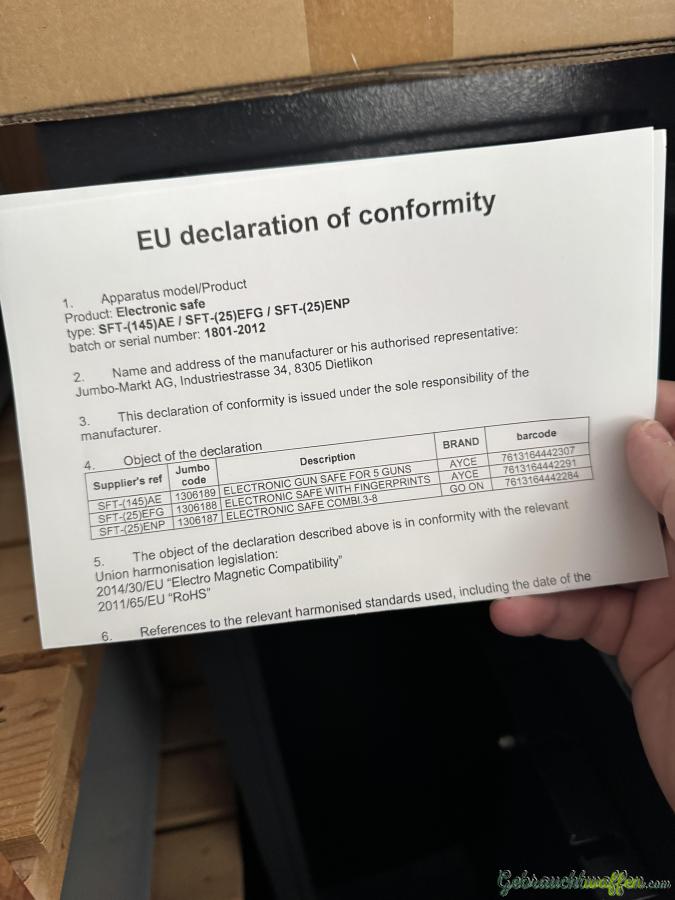 EU declaration of conformity
1. Apparatus model/Product
Product: Electronic safe
type: SFT-(145)AE / SFT-(25)EFG / SFT-(25)ENP
batch or serial number: 1801-2012
2. Name and address of the manufacturer or his authorised representative:
Jumbo-Markt AG, Industriestrasse 34, 8305 Dietlikon
3. This declaration of conformity is issued under the sole responsibility of the
manufacturer.
4. Object of the declaration
Supplier's ref Jumbo code Description BRAND barcode
SFT-(145)AE 1306189 ELECTRONIC GUN SAFE FOR 5 GUNS AYCE 7613164442307
SFT-(25)EFG 1306188 ELECTRONIC SAFE WITH FINGERPRINTS AYCE 7613164442291
SFT-(25)ENP 1306187 ELECTRONIC SAFE COMBI.3-8 GO ON 7613164442284
5. The object of the declaration described above is in conformity with the relevant
Union harmonisation legislation:
2014/30/EU "Electro Magnetic Compatibility"
2011/65/EU "RoHS"
6. References to the relevant harmonised standards used, including the date of the
Gebrauchtwaffen.com